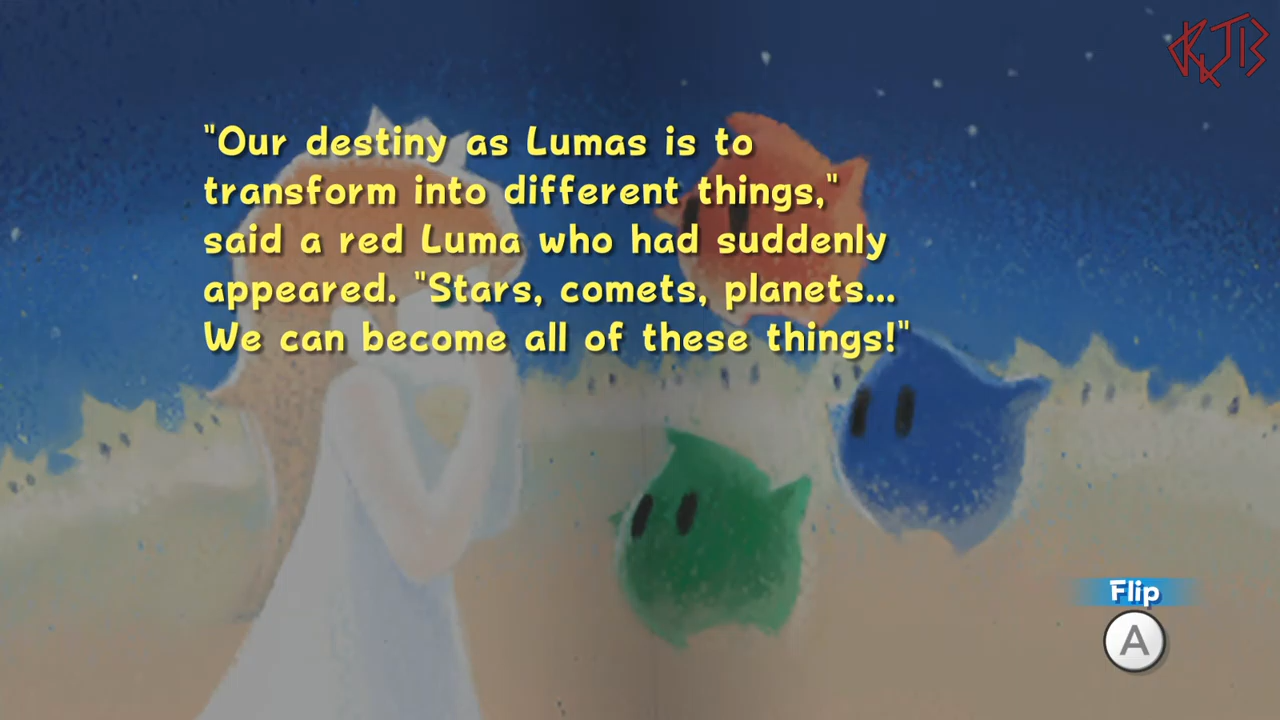 KJB
"Our destiny as Lumas is to
transform into different things,"
said a red Luma who had suddenly
appeared. "Stars, comets, planets...
We can become all of these things!"
Flip
A